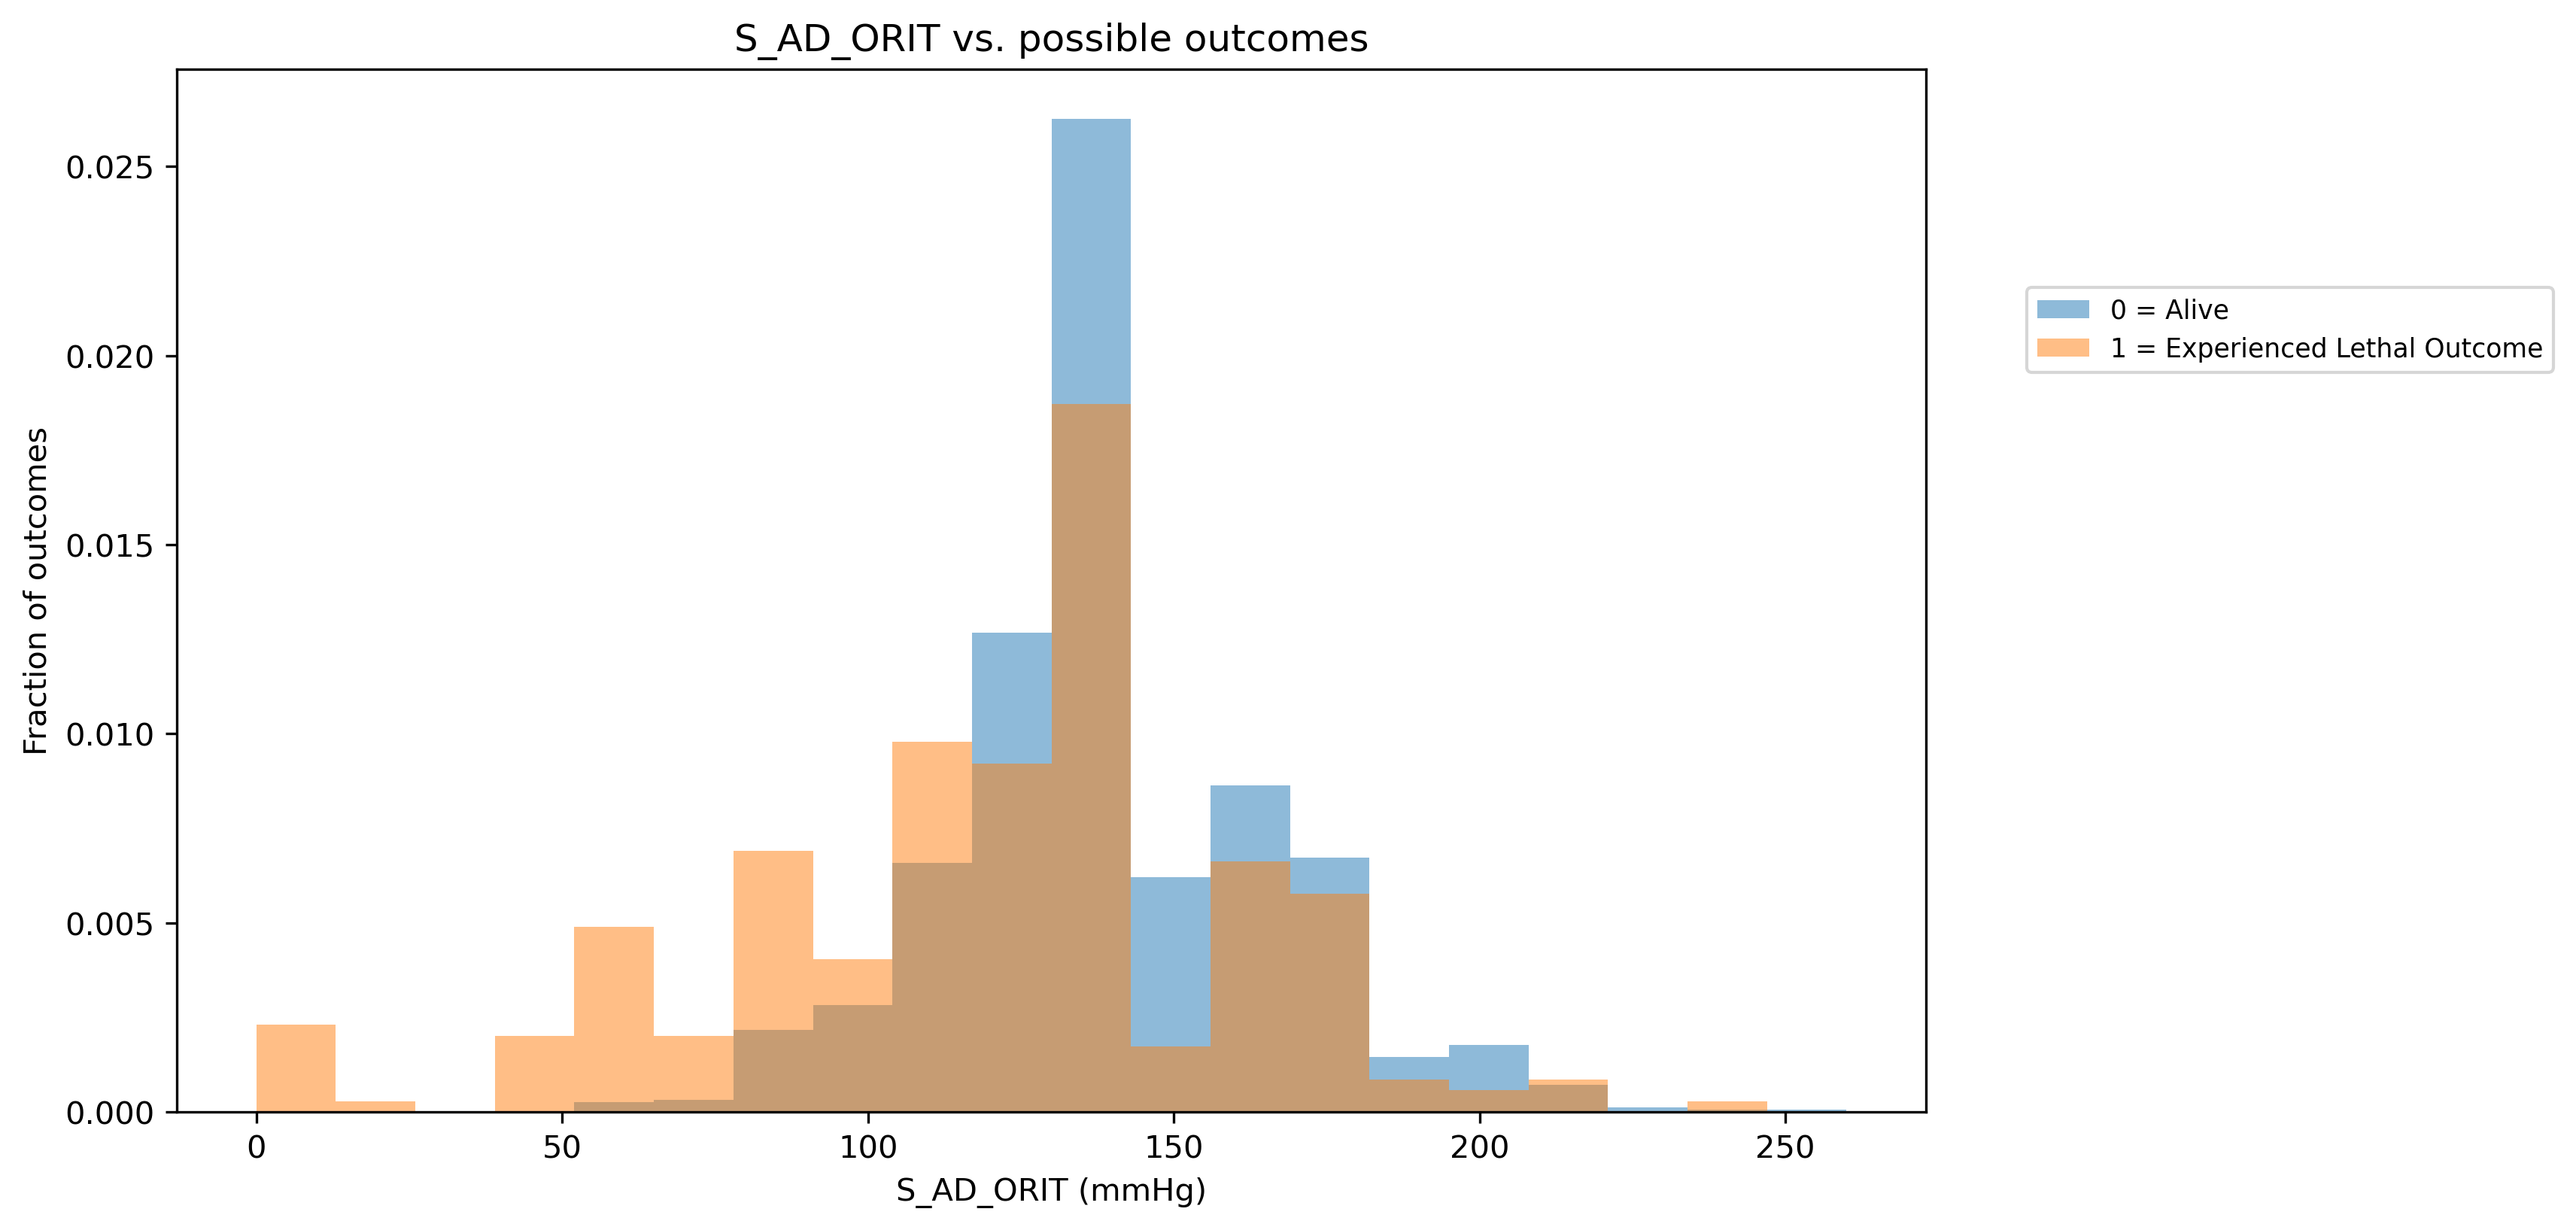 S_AD_ORIT vs. possible outcomes
Fraction of outcomes
0.025
0.020
0.015
0.010
0.005
0.000
0 50 100 150 200 250
S_AD_ORIT (mmHg)
0 = Alive
1 = Experienced Lethal Outcome